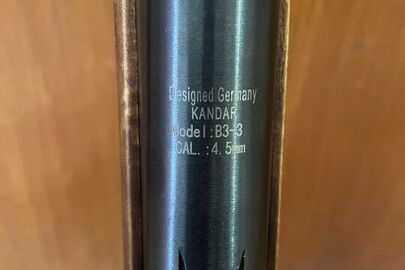 Designed Germany
KANDAR
Model:B3-3
CAL.:4.5mm